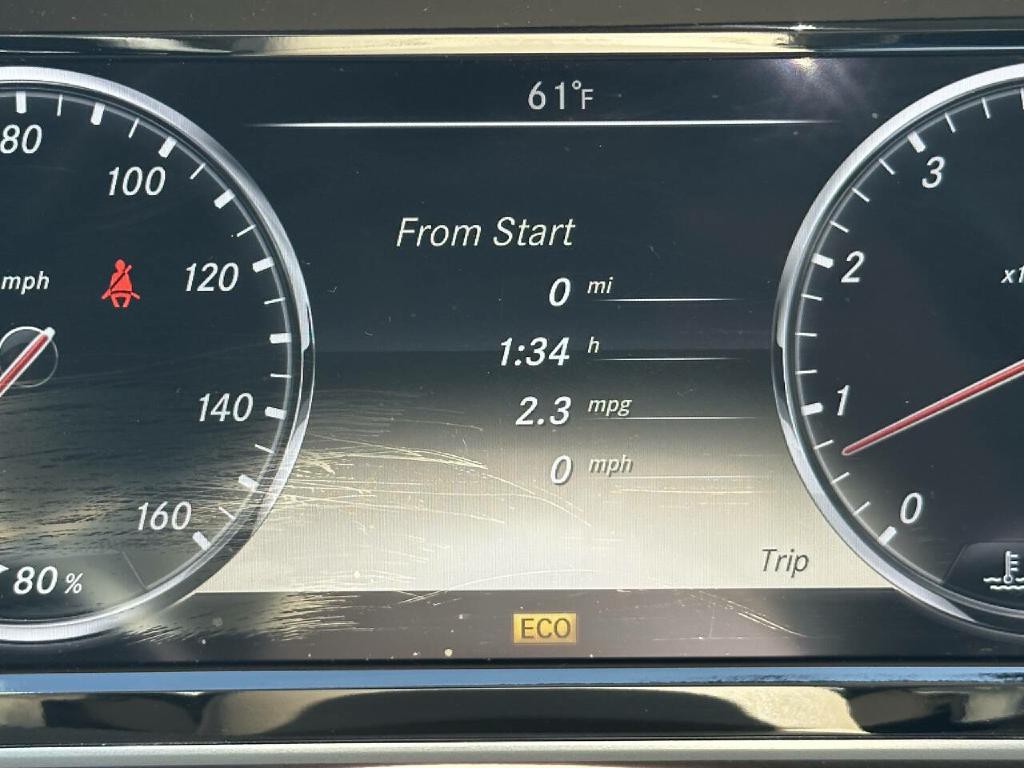 61°F
80
100
mph
120
140
160
80 %
From Start
0 mi
1:34 h
2.3 mpg
0 mph
Trip
ECO
3
2
x1
1
0